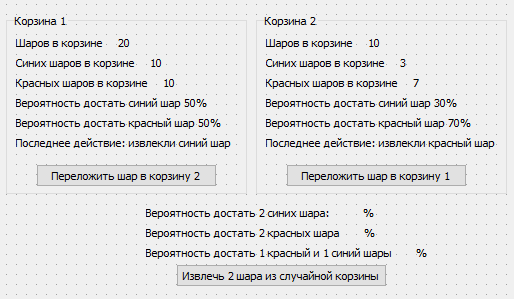 Корзина 1
Шаров в корзине 20
Синих шаров в корзине 10
Красных шаров в корзине 10
Вероятность достать синий шар 50%
Вероятность достать красный шар 50%
Последнее действие: извлекли синий шар
Переложить шар в корзину 2
Корзина 2
Шаров в корзине 10
Синих шаров в корзине 3
Красных шаров в корзине 7
Вероятность достать синий шар 30%
Вероятность достать красный шар 70%
Последнее действие: извлекли красный шар
Переложить шар в корзину 1
Вероятность достать 2 синих шара: %
Вероятность достать 2 красных шара %
Вероятность достать 1 красный и 1 синий шары %
Извлечь 2 шара из случайной корзины